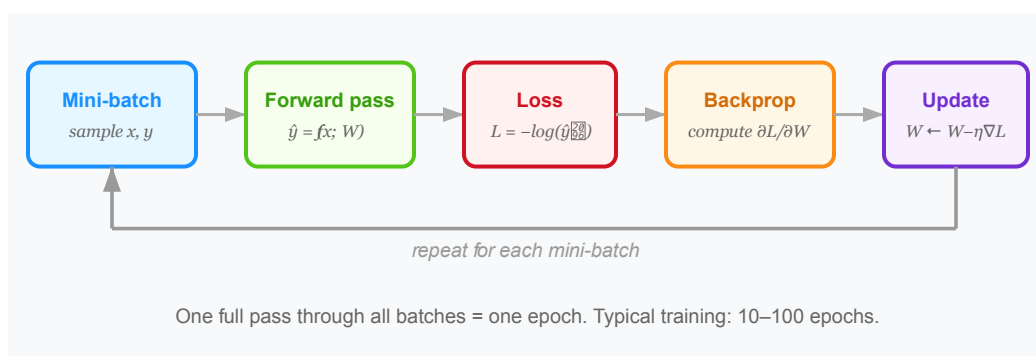 Mini-batch
sample x, y
Forward pass
ŷ = f(x; W)
Loss
L = −log(ŷ)
Backprop
compute ∂L/∂W
Update
W ← W−η∇L
repeat for each mini-batch
One full pass through all batches = one epoch. Typical training: 10–100 epochs.